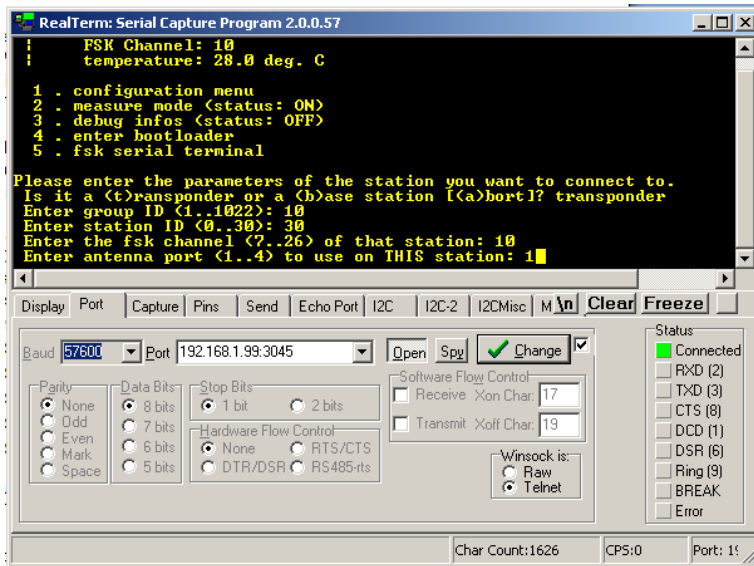 RealTerm: Serial Capture Program 2.0.0.57
¦ FSK Channel: 10
¦ temperature: 28.0 deg. C
1 . configuration menu
2 . measure mode (status: ON)
3 . debug infos (status: OFF)
4 . enter bootloader
5 . fsk serial terminal
Please enter the parameters of the station you want to connect to.
Is it a (t)ransponder or a (b)ase station [(a)bort]? transponder
Enter group ID (1..1022): 10
Enter station ID (0..30): 30
Enter the fsk channel (7..26) of that station: 10
Enter antenna port (1..4) to use on THIS station: 1
Display Port Capture Pins Send Echo Port I2C I2C-2 I2CMisc M \n Clear Freeze
Baud 57600 Port 192.168.1.99:3045 Open Spy Change
Parity
None
Odd
Even
Mark
Space
Data Bits
8 bits
7 bits
6 bits
5 bits
Stop Bits
1 bit 2 bits
Hardware Flow Control
None RTS/CTS
DTR/DSR RS485-rts
Software Flow Control
Receive Xon Char: 17
Transmit Xoff Char: 19
Winsock is:
Raw
Telnet
Status
Connected
RXD (2)
TXD (3)
CTS (8)
DCD (1)
DSR (6)
Ring (9)
BREAK
Error
Char Count:1626 CPS:0 Port: 19